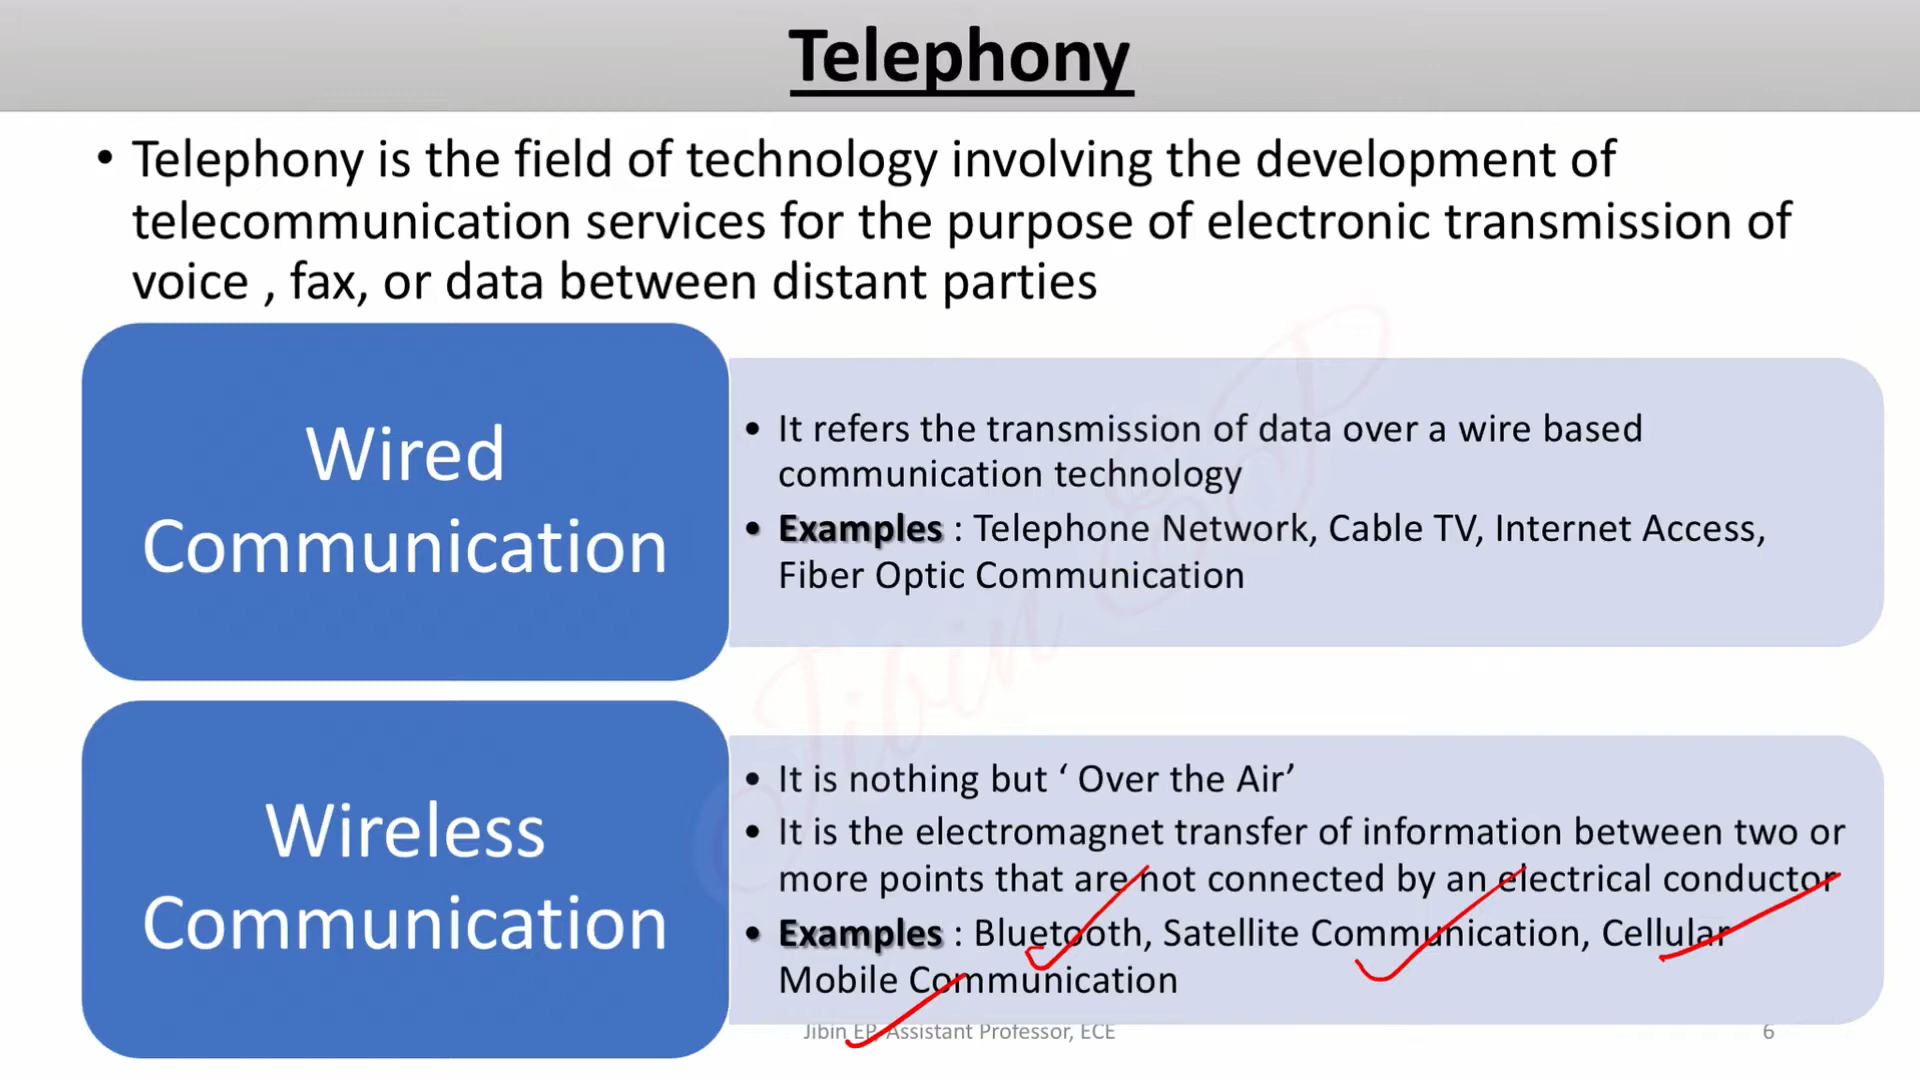 Telephony
• Telephony is the field of technology involving the development of
telecommunication services for the purpose of electronic transmission of
voice , fax, or data between distant parties
Wired
Communication
• It refers the transmission of data over a wire based
communication technology
• Examples : Telephone Network, Cable TV, Internet Access,
Fiber Optic Communication
Jibin EP
Wireless
Communication
• It is nothing but ‘ Over the Air’
• It is the electromagnet transfer of information between two or
more points that are not connected by an electrical conductor
• Examples : Bluetooth, Satellite Communication, Cellular
Mobile Communication
Jibin EP, Assistant Professor, ECE
6